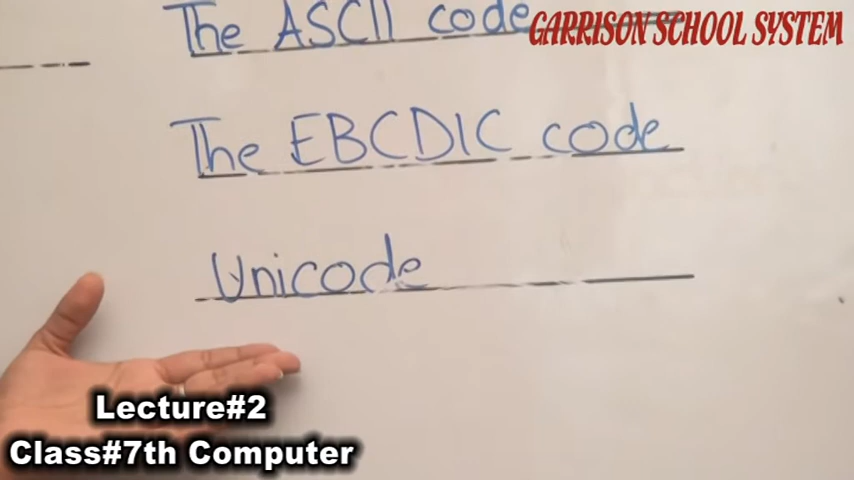 The ASCII code
GARRISON SCHOOL SYSTEM
The EBCDIC code
Unicode
Lecture#2
Class#7th Computer